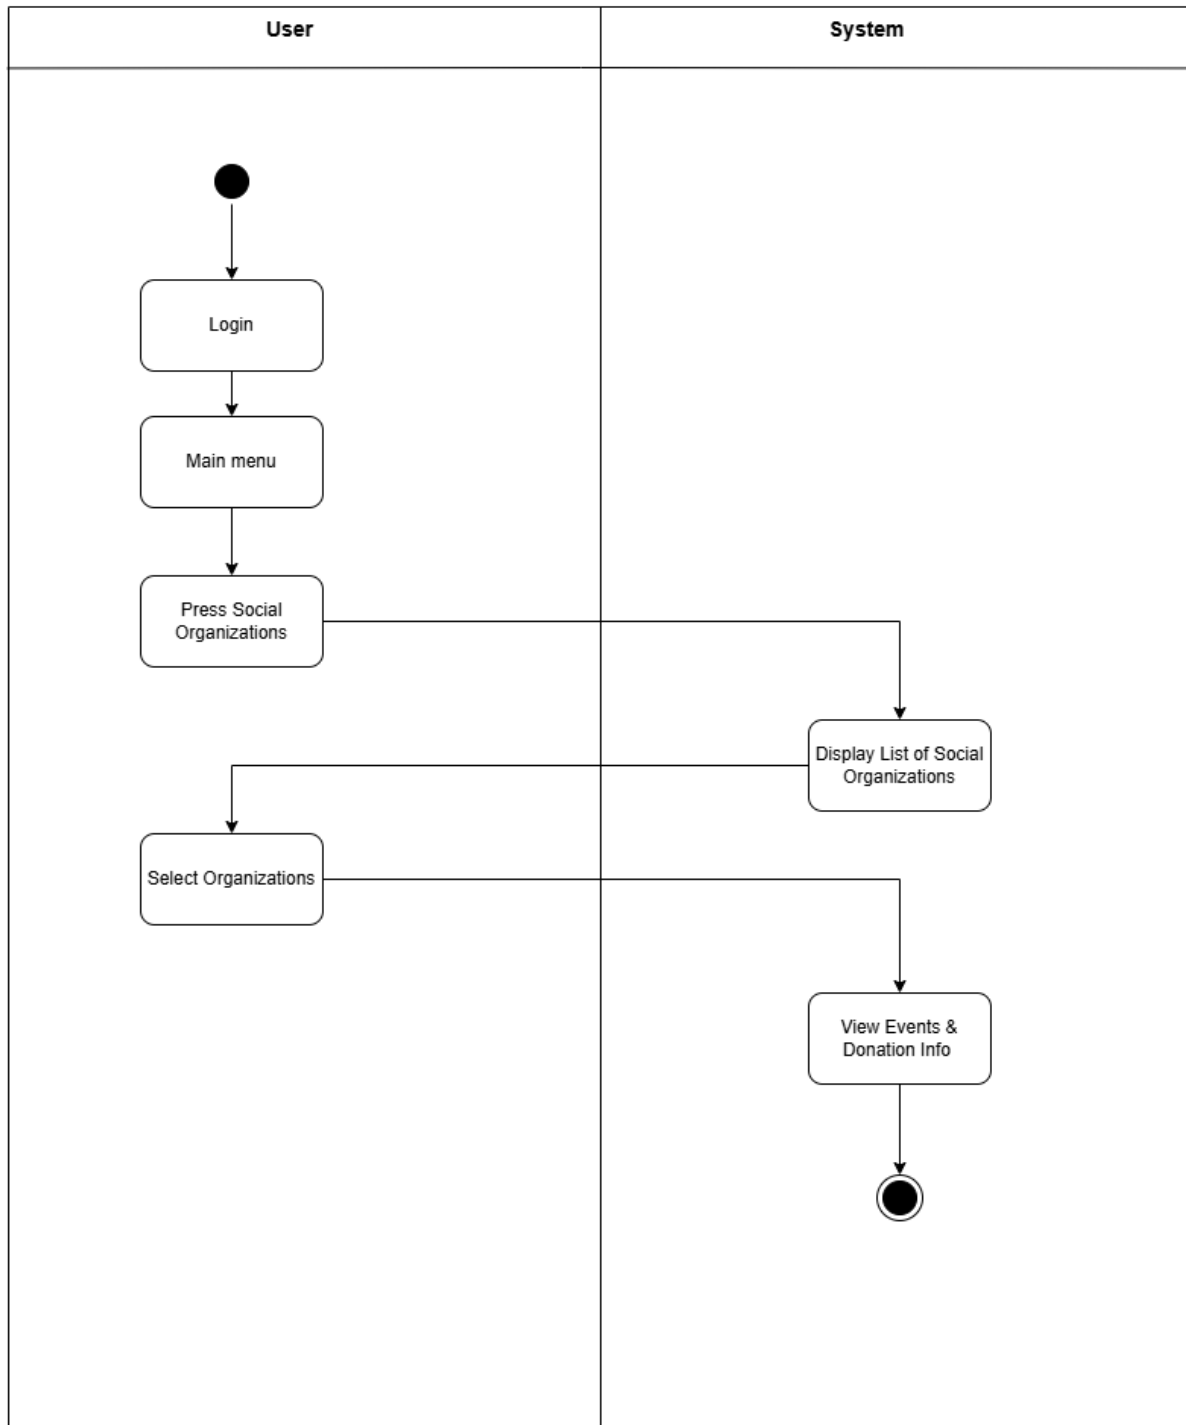 User
System
Login
Main menu
Press Social
Organizations
Display List of Social
Organizations
Select Organizations
View Events &
Donation Info